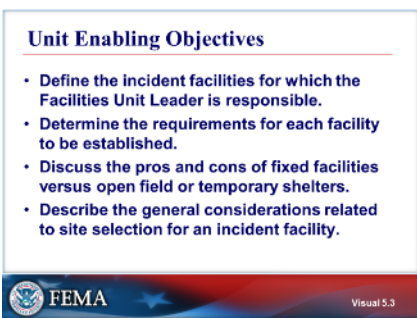 Unit Enabling Objectives
• Define the incident facilities for which the
Facilities Unit Leader is responsible.
• Determine the requirements for each facility
to be established.
• Discuss the pros and cons of fixed facilities
versus open field or temporary shelters.
• Describe the general considerations related
to site selection for an incident facility.
FEMA
Visual 5.3